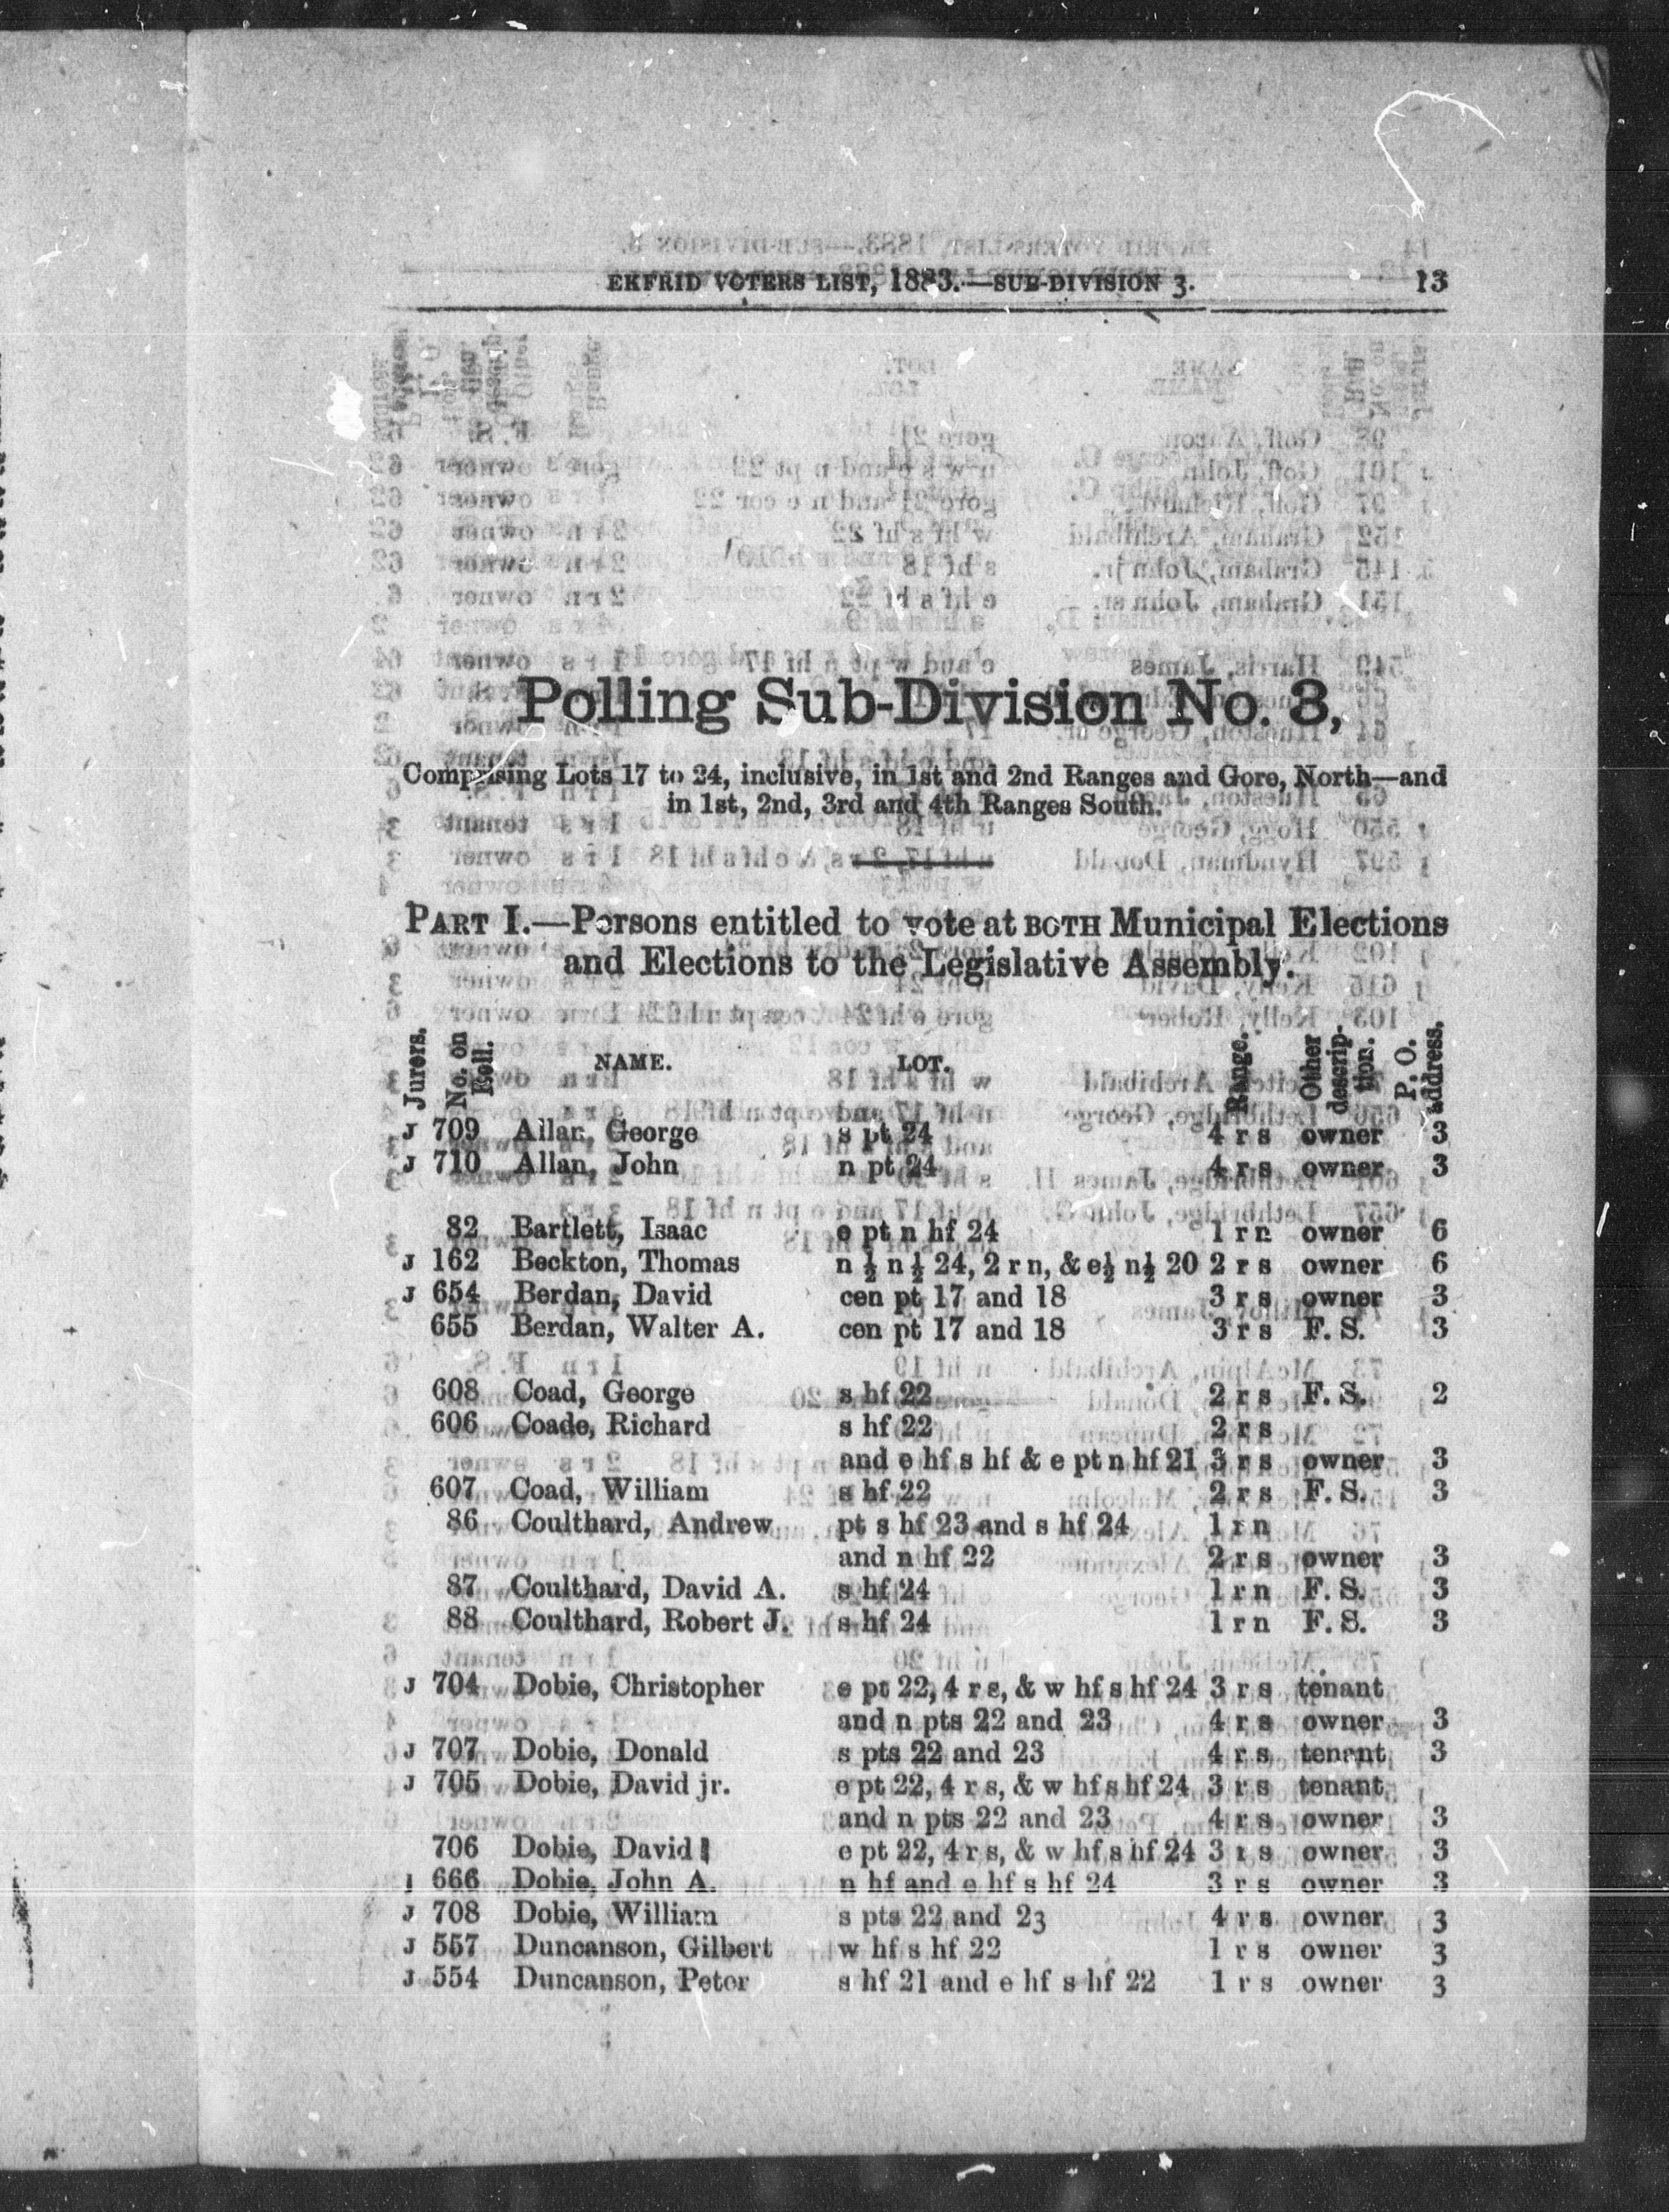 EKFRID VOTERS LIST, 1883.—SUB-DIVISION 3. 13
Polling Sub-Division No. 3,
Comprising Lots 17 to 24, inclusive, in 1st and 2nd Ranges and Gore, North—and
in 1st, 2nd, 3rd and 4th Ranges South.
PART I.—Persons entitled to vote at BOTH Municipal Elections
and Elections to the Legislative Assembly.
Jurors. No. on Roll. NAME. LOT. Range. Other descrip-tion. P. O. address.
J 709 Allan, George s pt 24 4 r s owner 3
J 710 Allan, John n pt 24 4 r s owner 3
82 Bartlett, Isaac e pt n hf 24 1 r n owner 6
J 162 Beckton, Thomas n ½ n ½ 24, 2 r n, & e½ n½ 20 2 r s owner 6
J 654 Berdan, David cen pt 17 and 18 3 r s owner 3
655 Berdan, Walter A. cen pt 17 and 18 3 r s F. S. 3
608 Coad, George s hf 22 2 r s F. S. 2
606 Coade, Richard s hf 22 2 r s
and e hf s hf & e pt n hf 21 3 r s owner 3
607 Coad, William s hf 22 2 r s F. S. 3
86 Coulthard, Andrew pt s hf 23 and s hf 24 1 r n
and n hf 22 2 r s owner 3
87 Coulthard, David A. s hf 24 1 r n F. S. 3
88 Coulthard, Robert J. s hf 24 1 r n F. S. 3
J 704 Dobie, Christopher e pt 22, 4 r s, & w hf s hf 24 3 r s tenant
and n pts 22 and 23 4 r s owner 3
J 707 Dobie, Donald s pts 22 and 23 4 r s tenant 3
J 705 Dobie, David jr. e pt 22, 4 r s, & w hf s hf 24 3 r s tenant
and n pts 22 and 23 4 r s owner 3
706 Dobie, David e pt 22, 4 r s, & w hf s hf 24 3 r s owner 3
J 666 Dobie, John A. n hf and e hf s hf 24 3 r s owner 3
J 708 Dobie, William s pts 22 and 23 4 r s owner 3
J 557 Duncanson, Gilbert w hf s hf 22 1 r s owner 3
J 554 Duncanson, Peter s hf 21 and e hf s hf 22 1 r s owner 3